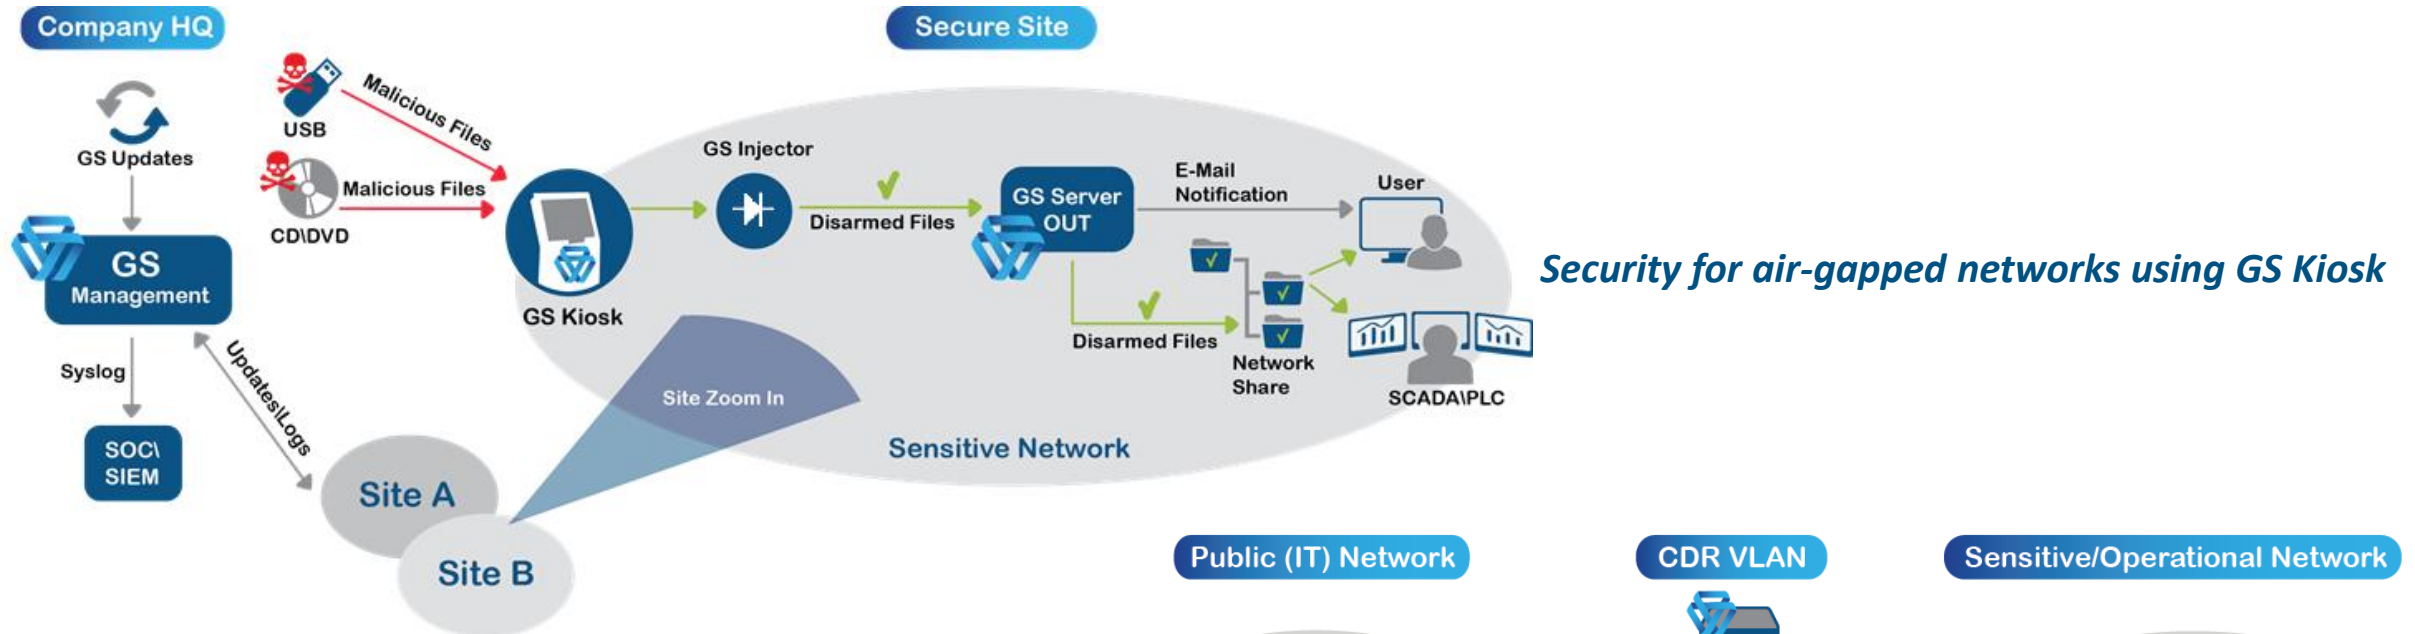 Company HQ
Secure Site
Malicious Files
USB
GS Updates
Malicious Files
CD\DVD
GS
Management
Syslog
SOC\
SIEM
Updates\Logs
Site A
Site B
GS Kiosk
GS Injector
Disarmed Files
GS Server
OUT
E-Mail
Notification
User
Disarmed Files
Network
Share
SCADA\PLC
Site Zoom In
Sensitive Network
Security for air-gapped networks using GS Kiosk
Public (IT) Network
CDR VLAN
Sensitive/Operational Network